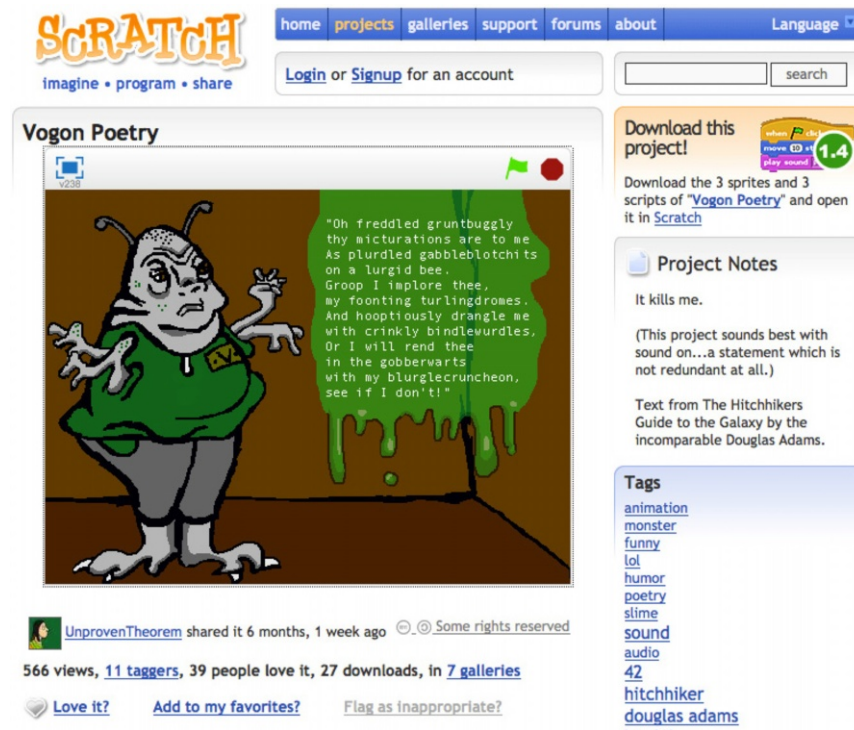 SCRATCH
imagine • program • share
home projects galleries support forums about Language
Login or Signup for an account
search
Vogon Poetry
v238
"Oh freddled gruntbuggly
thy micturations are to me
As plurdled gabbleblotchits
on a lurgid bee.
Groop I implore thee,
my foonting turlingdromes.
And hooptiously drangle me
with crinkly bindlewurdles,
Or I will rend thee
in the gobberwarts
with my blurglecruncheon,
see if I don't!"
.V.
UnprovenTheorem shared it 6 months, 1 week ago Some rights reserved
566 views, 11 taggers, 39 people love it, 27 downloads, in 7 galleries
Love it? Add to my favorites? Flag as inappropriate?
Download this
project!
when clic
move 10 st
play sound
1.4
Download the 3 sprites and 3
scripts of "Vogon Poetry" and open
it in Scratch
Project Notes
It kills me.
(This project sounds best with
sound on...a statement which is
not redundant at all.)
Text from The Hitchhikers
Guide to the Galaxy by the
incomparable Douglas Adams.
Tags
animation
monster
funny
lol
humor
poetry
slime
sound
audio
42
hitchhiker
douglas adams